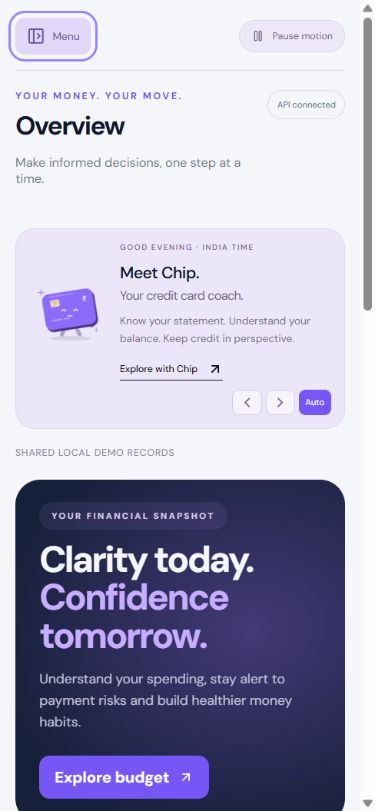 Menu
Pause motion
YOUR MONEY. YOUR MOVE.
API connected
Overview
Make informed decisions, one step at a
time.
GOOD EVENING · INDIA TIME
Meet Chip.
Your credit card coach.
Know your statement. Understand your
balance. Keep credit in perspective.
Explore with Chip
Auto
SHARED LOCAL DEMO RECORDS
YOUR FINANCIAL SNAPSHOT
Clarity today.
Confidence
tomorrow.
Understand your spending, stay alert to
payment risks and build healthier money
habits.
Explore budget